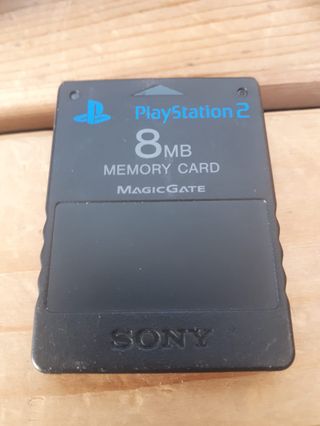 PlayStation 2
8MB
MEMORY CARD
MAGICGATE
SONY